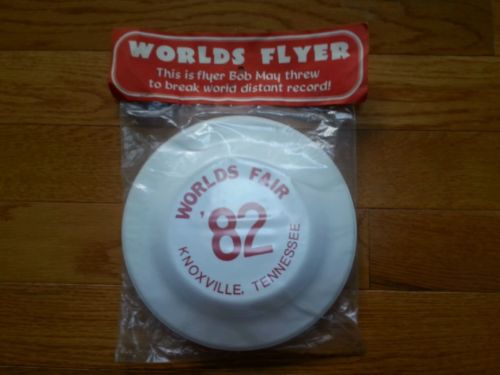 WORLDS FLYER
This is flyer Bob May threw
to break world distant record!
WORLDS FAIR
'82
KNOXVILLE, TENNESSEE